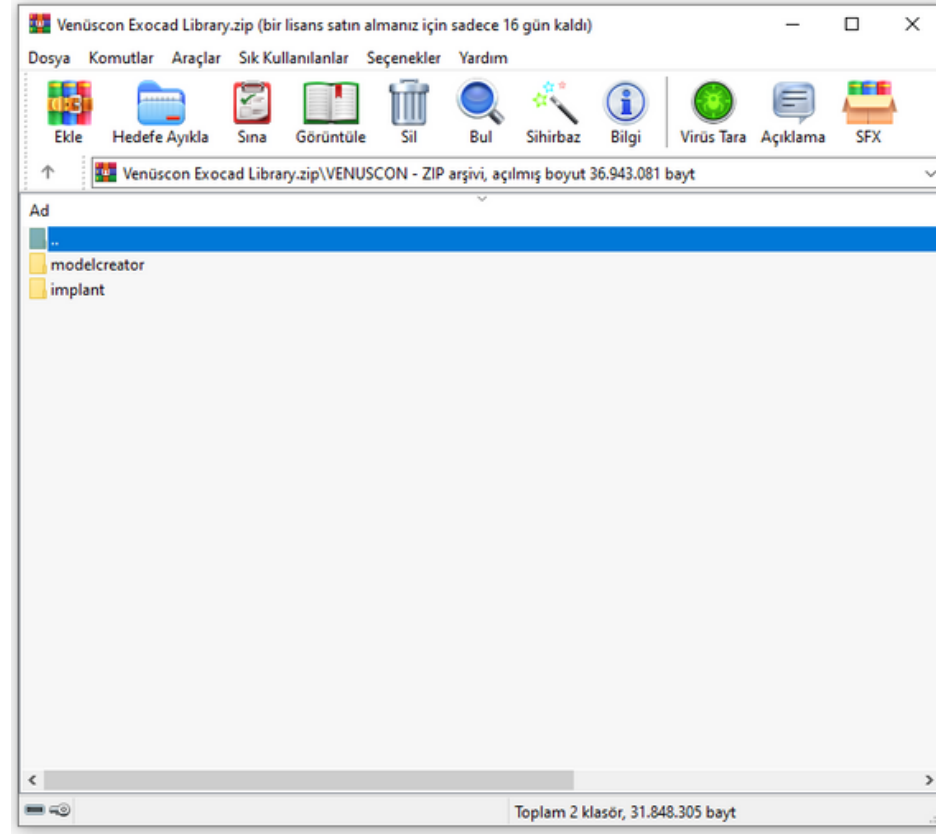 Venüscon Exocad Library.zip (bir lisans satın almanız için sadece 16 gün kaldı)
Dosya Komutlar Araçlar Sık Kullanılanlar Seçenekler Yardım
Ekle Hedefe Ayıkla Sına Görüntüle Sil Bul Sihirbaz Bilgi Virüs Tara Açıklama SFX
Venüscon Exocad Library.zip\VENUSCON - ZIP arşivi, açılmış boyut 36.943.081 bayt
Ad
..
modelcreator
implant
Toplam 2 klasör, 31.848.305 bayt